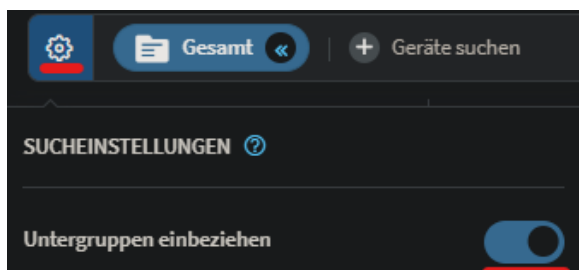 Gesamt « | + Geräte suchen
SUCHEINSTELLUNGEN ?
Untergruppen einbeziehen